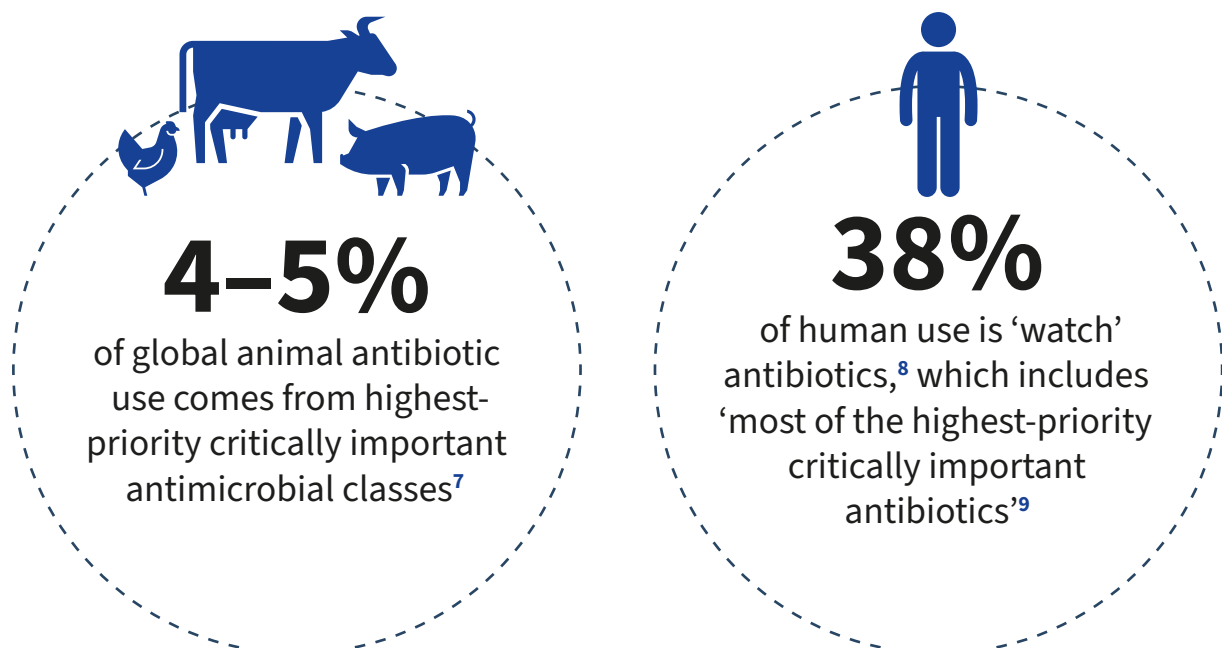 4–5%
of global animal antibiotic
use comes from highest-
priority critically important
antimicrobial classes7
38%
of human use is ‘watch’
antibiotics,8 which includes
‘most of the highest-priority
critically important
antibiotics’9